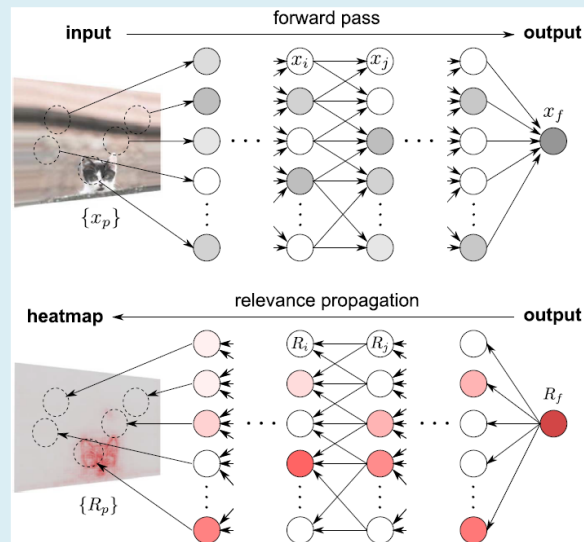 forward pass
input
output
x_i
x_j
x_f
{x_p}
relevance propagation
heatmap
output
R_i
R_j
R_f
{R_p}